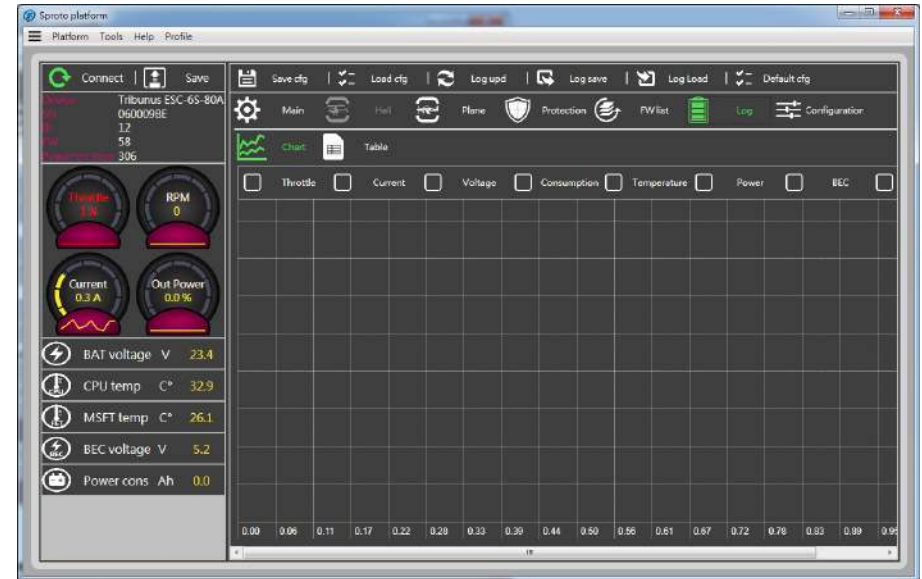 Sproto platform
Platform Tools Help Profile
Connect Save Save cfg Load cfg Log upd Log save Log Load Default cfg
Tribunus ESC-6S-80A
060009BE
12
58
306
Main Heli Plane Protection FW list Log Configuration
Chart Table
Throttle Current Voltage Consumption Temperature Power BEC
Throttle
1 %
RPM
0
Current
0.3 A
Out Power
0.0 %
BAT voltage V 23.4
CPU temp C° 32.9
MSFT temp C° 26.1
BEC voltage V 5.2
Power cons Ah 0.0
0.00 0.06 0.11 0.17 0.22 0.28 0.33 0.39 0.44 0.50 0.56 0.61 0.67 0.72 0.78 0.83 0.89